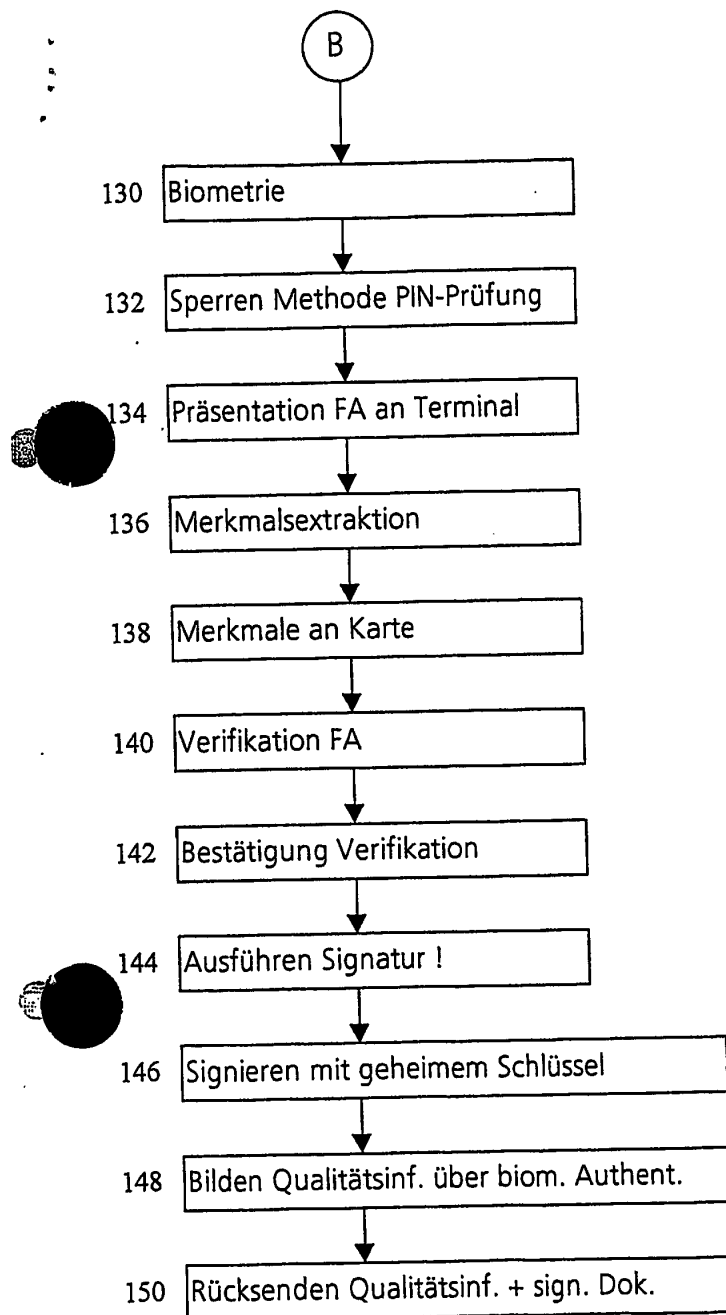 B
130 Biometrie
132 Sperren Methode PIN-Prüfung
134 Präsentation FA an Terminal
136 Merkmalsextraktion
138 Merkmale an Karte
140 Verifikation FA
142 Bestätigung Verifikation
144 Ausführen Signatur !
146 Signieren mit geheimem Schlüssel
148 Bilden Qualitätsinf. über biom. Authent.
150 Rücksenden Qualitätsinf. + sign. Dok.